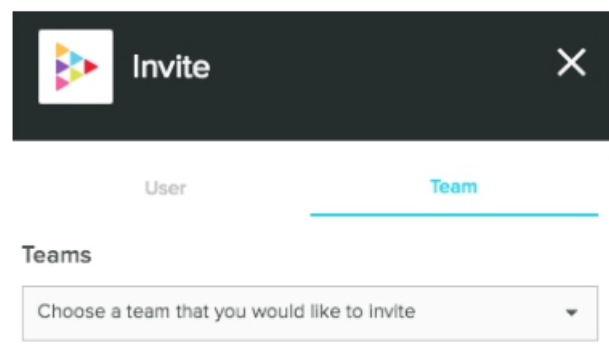 Invite
User
Team
Teams
Choose a team that you would like to invite